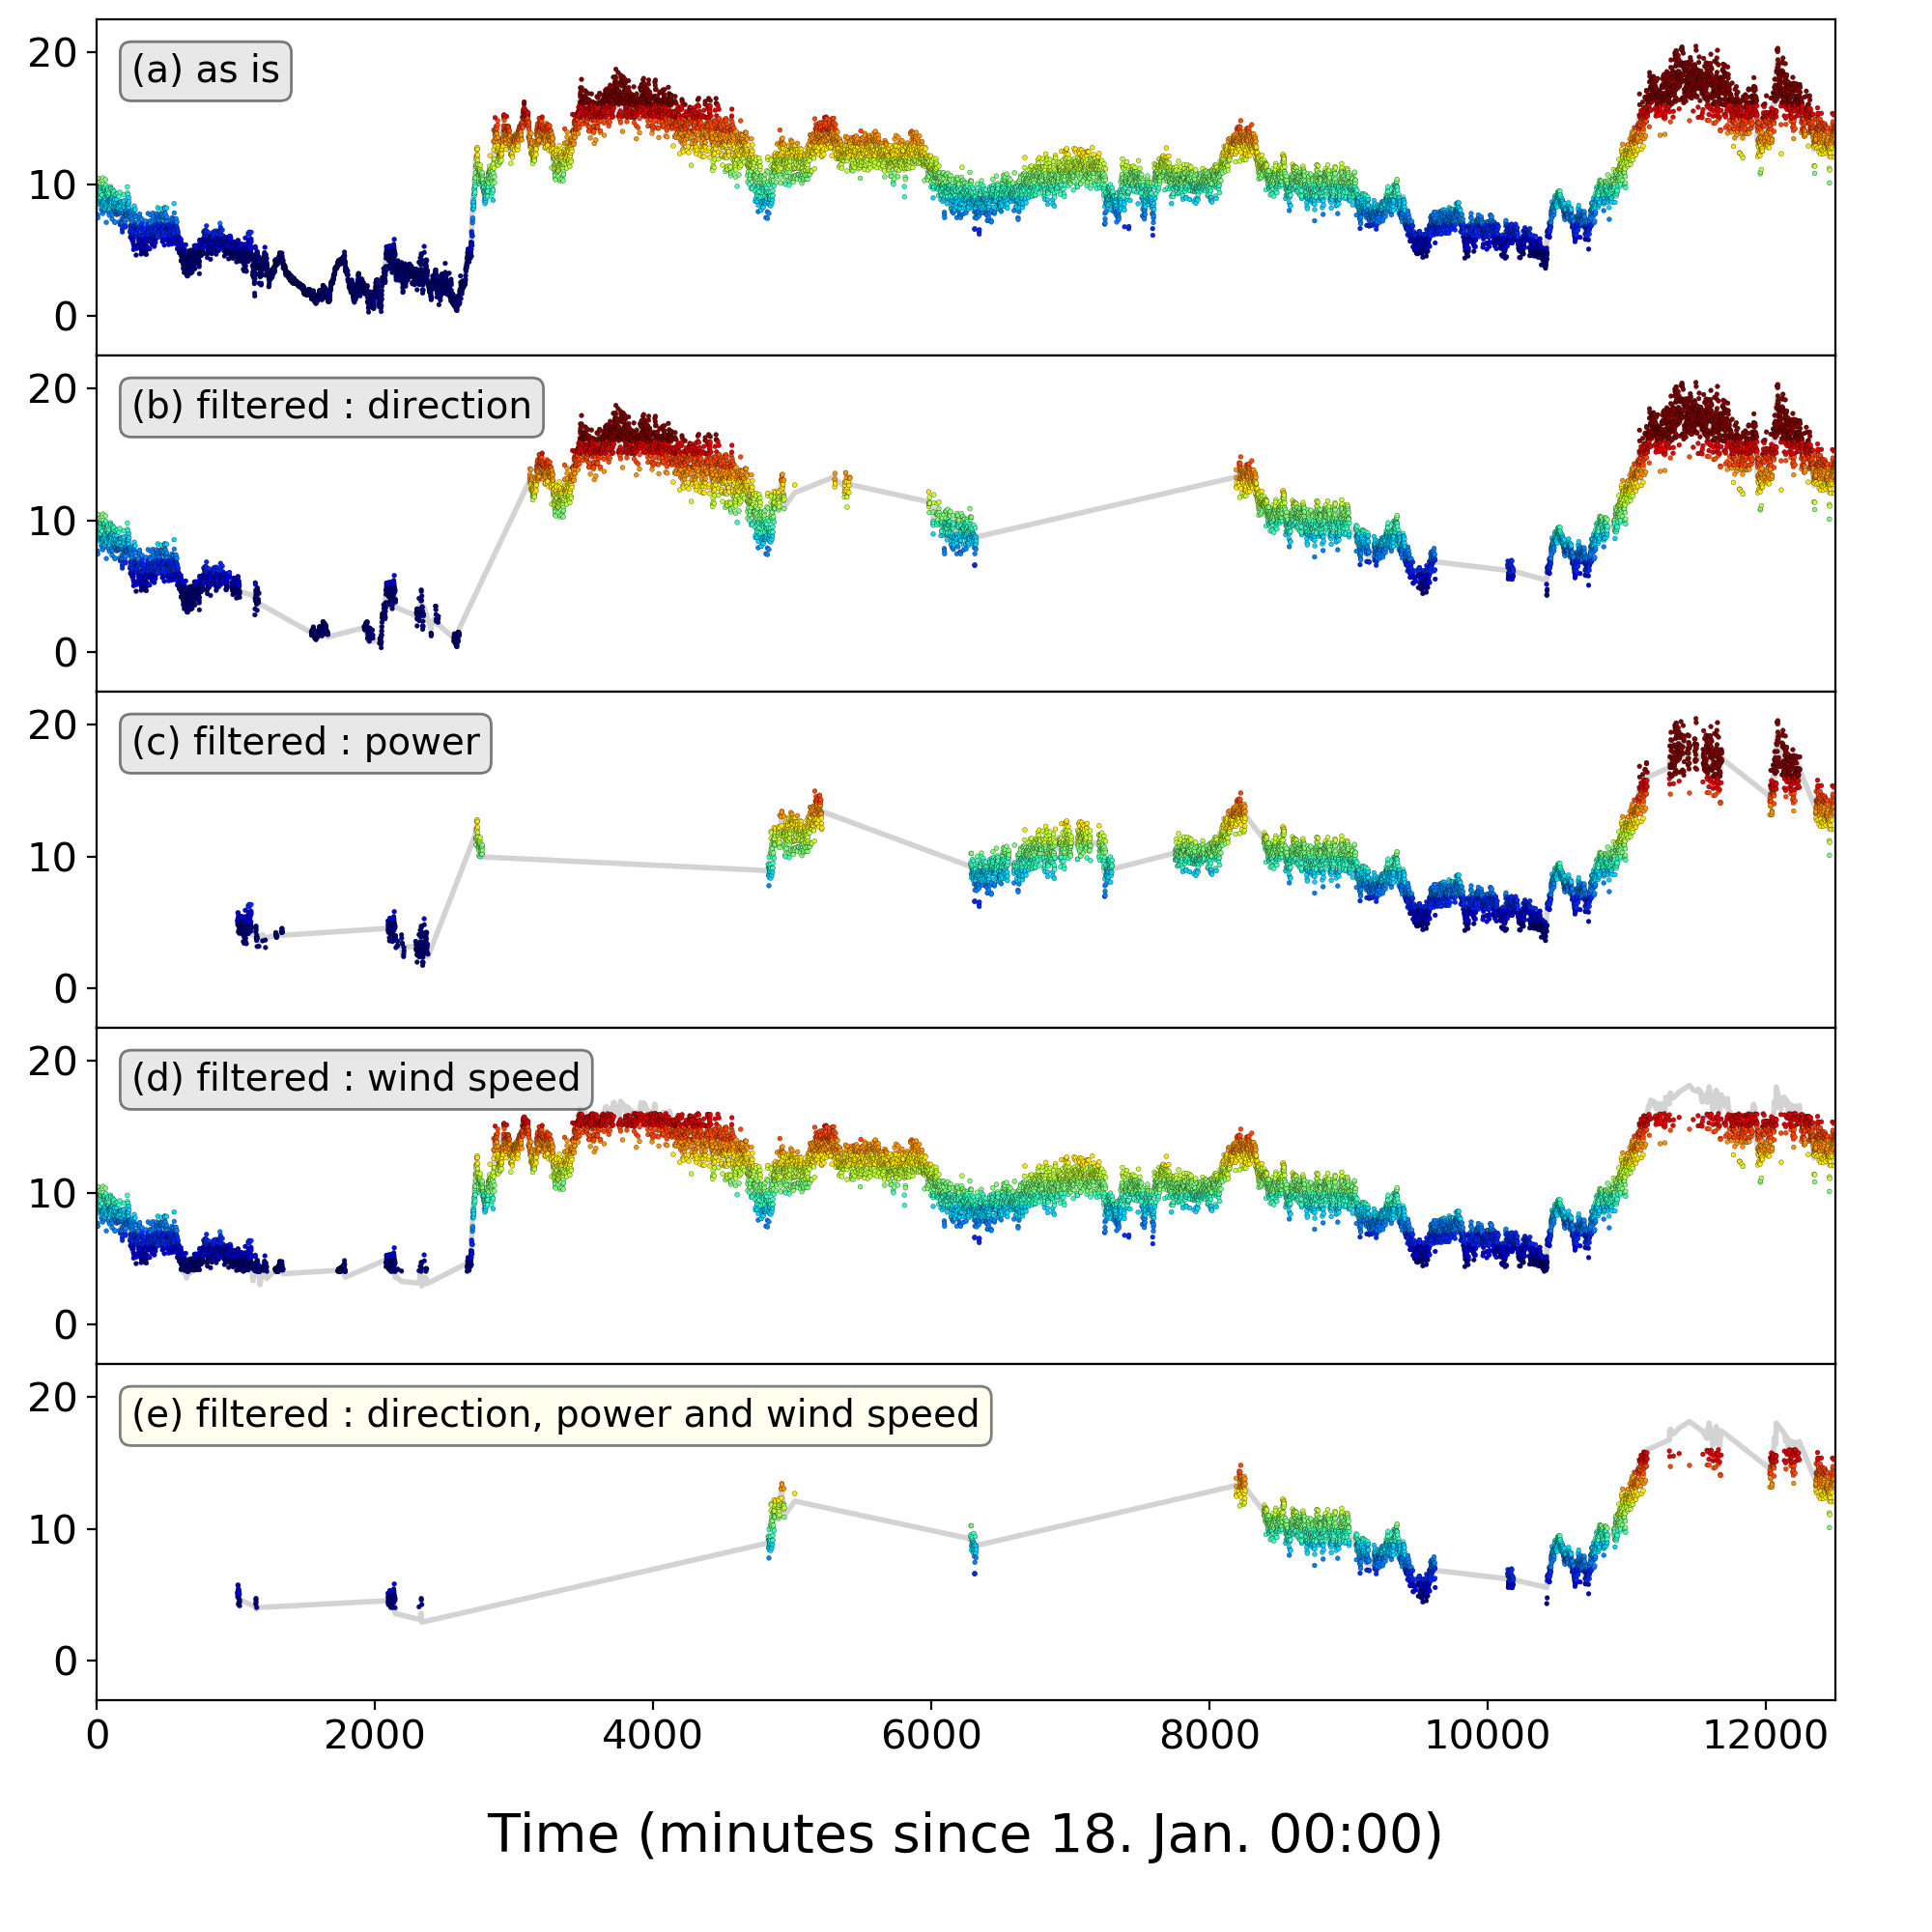 20
(a) as is
10
0
20
(b) filtered : direction
10
0
20
(c) filtered : power
10
0
20
(d) filtered : wind speed
10
0
20
(e) filtered : direction, power and wind speed
10
0
0 2000 4000 6000 8000 10000 12000
Time (minutes since 18. Jan. 00:00)